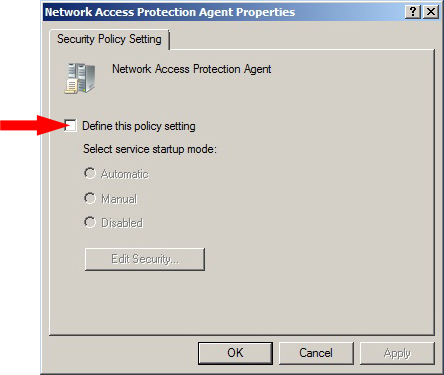 Network Access Protection Agent Properties
Security Policy Setting
Network Access Protection Agent
Define this policy setting
Select service startup mode:
Automatic
Manual
Disabled
Edit Security...
OK Cancel Apply